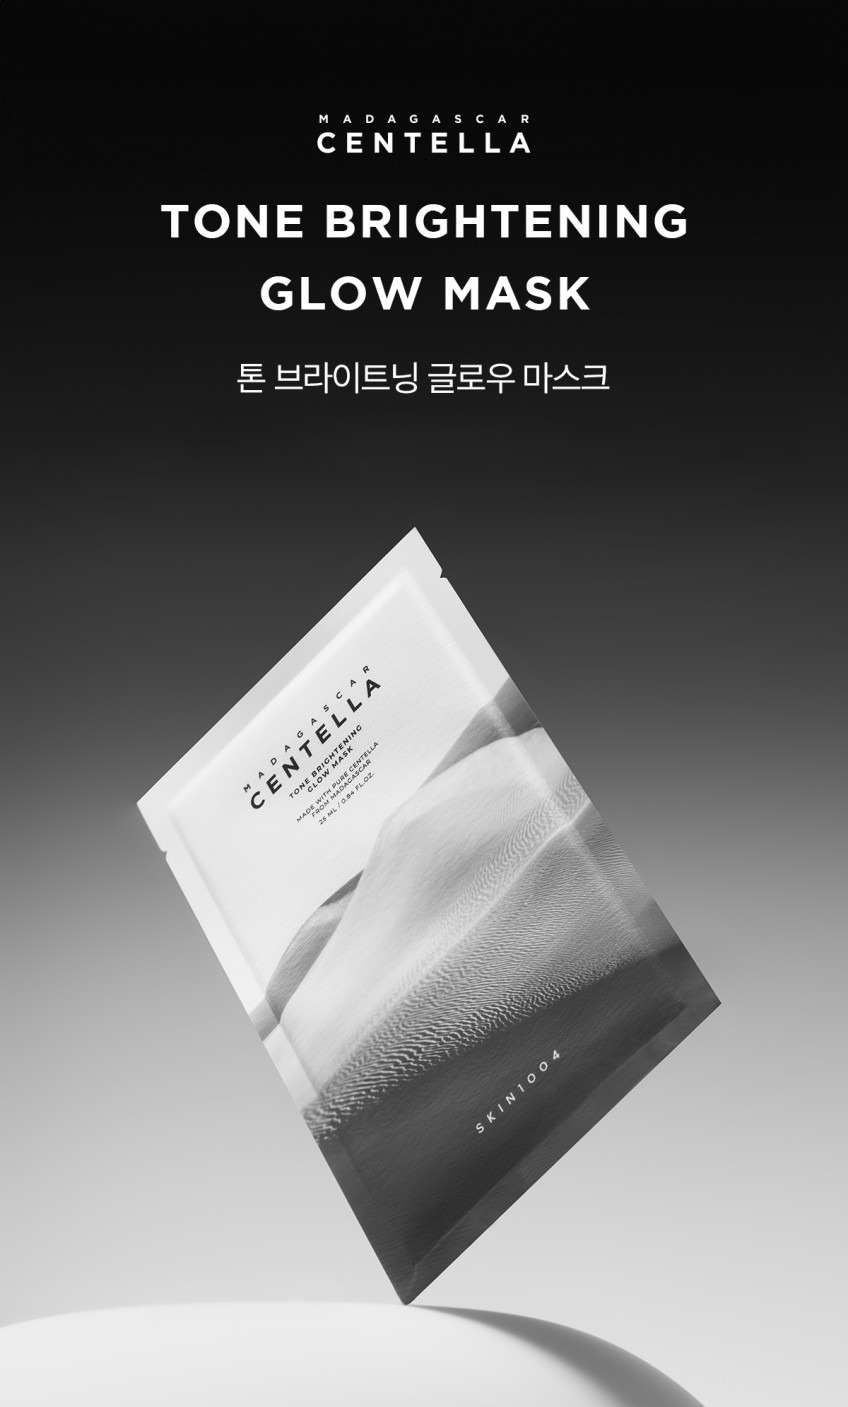 MADAGASCAR
CENTELLA
TONE BRIGHTENING
GLOW MASK
톤 브라이트닝 글로우 마스크
MADAGASCAR
CENTELLA
TONE BRIGHTENING
GLOW MASK
MADE WITH PURE CENTELLA
FROM MADAGASCAR
25 ML / 0.84 FL.OZ.
SKIN1004